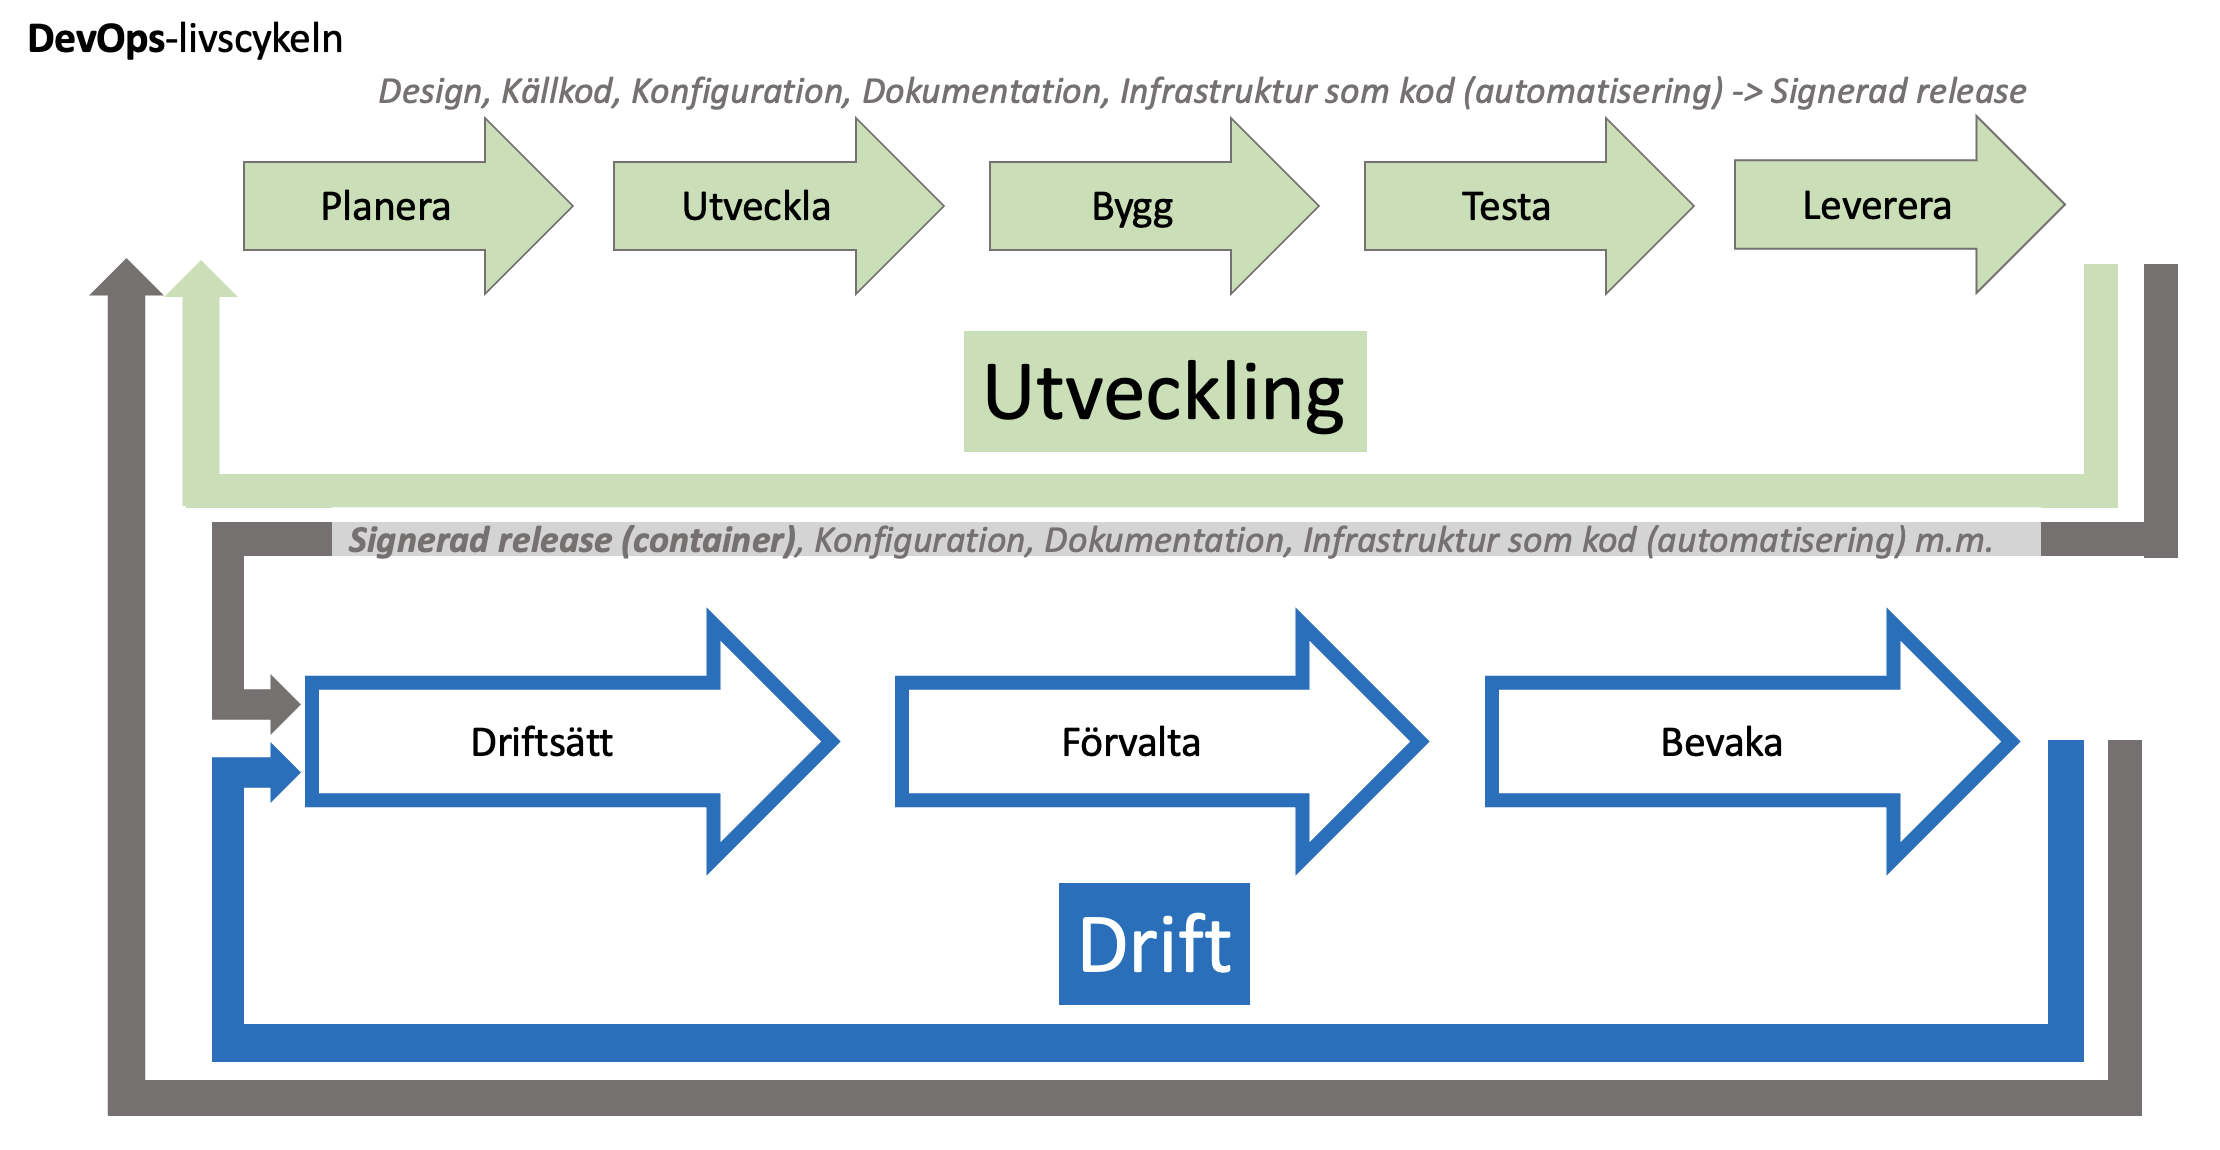 DevOps-livscykeln
Design, Källkod, Konfiguration, Dokumentation, Infrastruktur som kod (automatisering) -> Signerad release
Planera
Utveckla
Bygg
Testa
Leverera
Utveckling
Signerad release (container), Konfiguration, Dokumentation, Infrastruktur som kod (automatisering) m.m.
Driftsätt
Förvalta
Bevaka
Drift